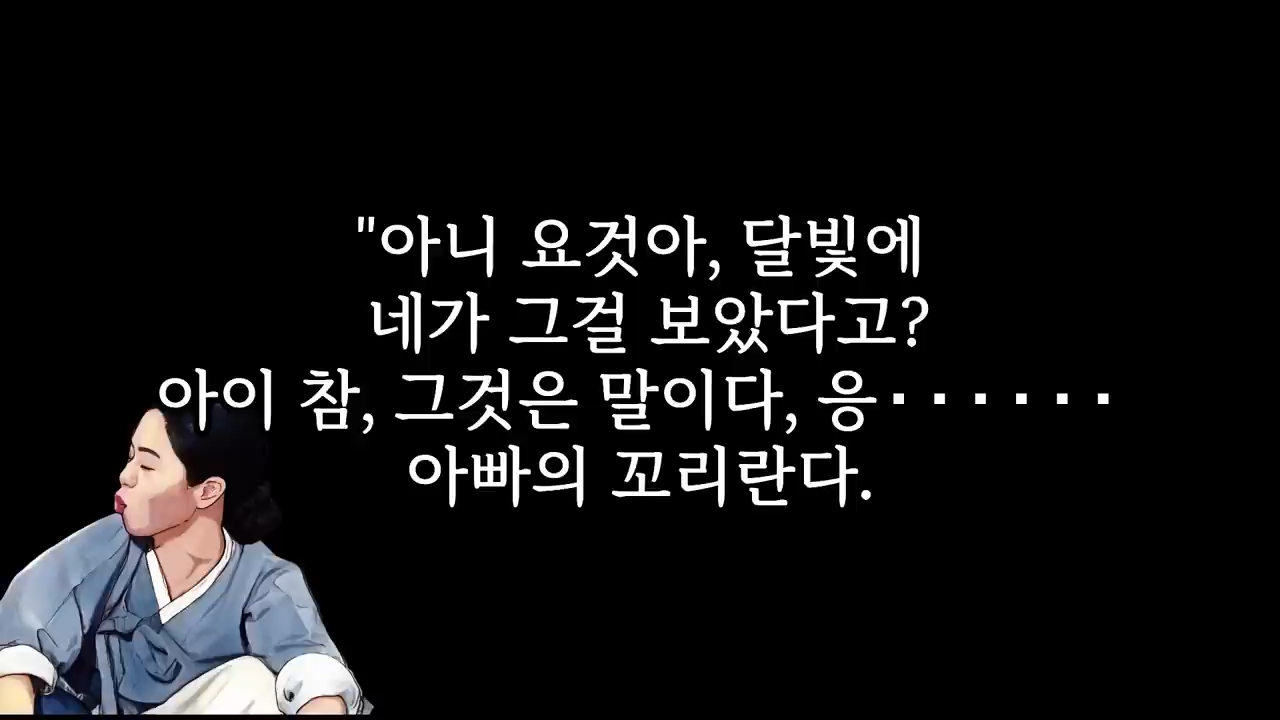 "아니 요것아, 달빛에
네가 그걸 보았다고?
아이 참, 그것은 말이다, 응······
아빠의 꼬리란다.